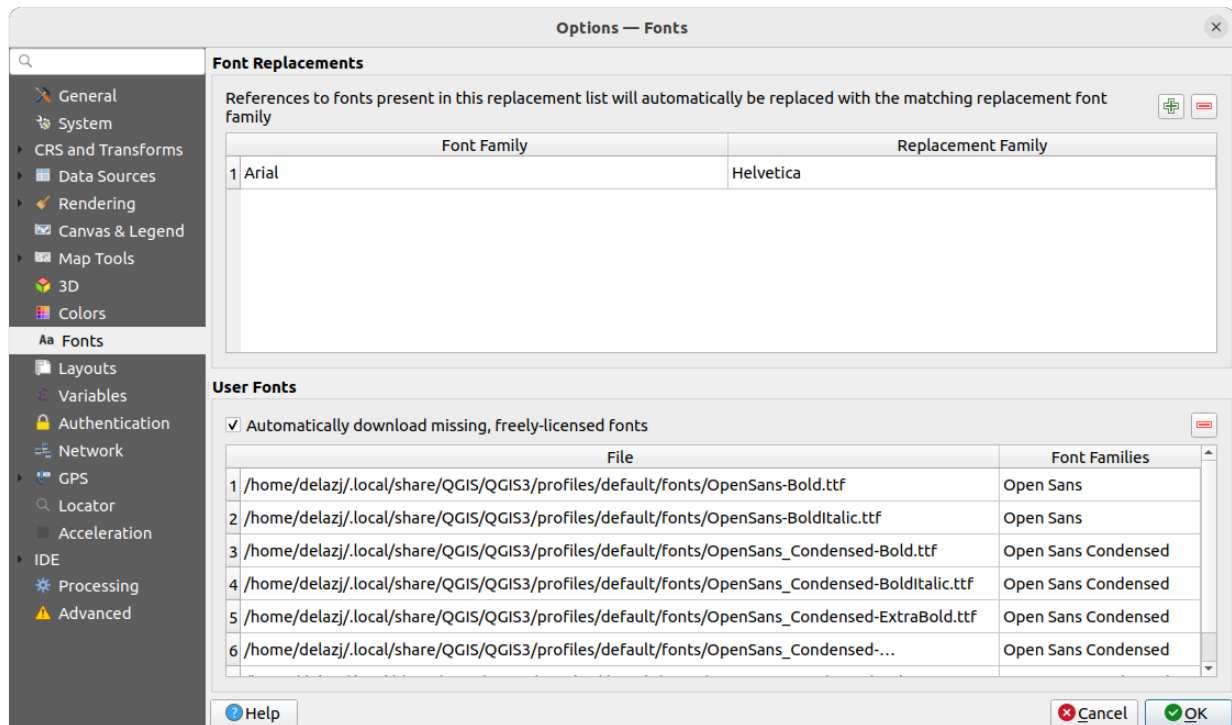 Options — Fonts
General
System
CRS and Transforms
Data Sources
Rendering
Canvas & Legend
Map Tools
3D
Colors
Aa Fonts
Layouts
Variables
Authentication
Network
GPS
Locator
Acceleration
IDE
Processing
Advanced
Font Replacements
References to fonts present in this replacement list will automatically be replaced with the matching replacement font
family
Font Family Replacement Family
1 Arial Helvetica
User Fonts
Automatically download missing, freely-licensed fonts
File Font Families
1 /home/delazj/.local/share/QGIS/QGIS3/profiles/default/fonts/OpenSans-Bold.ttf Open Sans
2 /home/delazj/.local/share/QGIS/QGIS3/profiles/default/fonts/OpenSans-BoldItalic.ttf Open Sans
3 /home/delazj/.local/share/QGIS/QGIS3/profiles/default/fonts/OpenSans_Condensed-Bold.ttf Open Sans Condensed
4 /home/delazj/.local/share/QGIS/QGIS3/profiles/default/fonts/OpenSans_Condensed-BoldItalic.ttf Open Sans Condensed
5 /home/delazj/.local/share/QGIS/QGIS3/profiles/default/fonts/OpenSans_Condensed-ExtraBold.ttf Open Sans Condensed
6 /home/delazj/.local/share/QGIS/QGIS3/profiles/default/fonts/OpenSans_Condensed-... Open Sans Condensed
Help Cancel OK